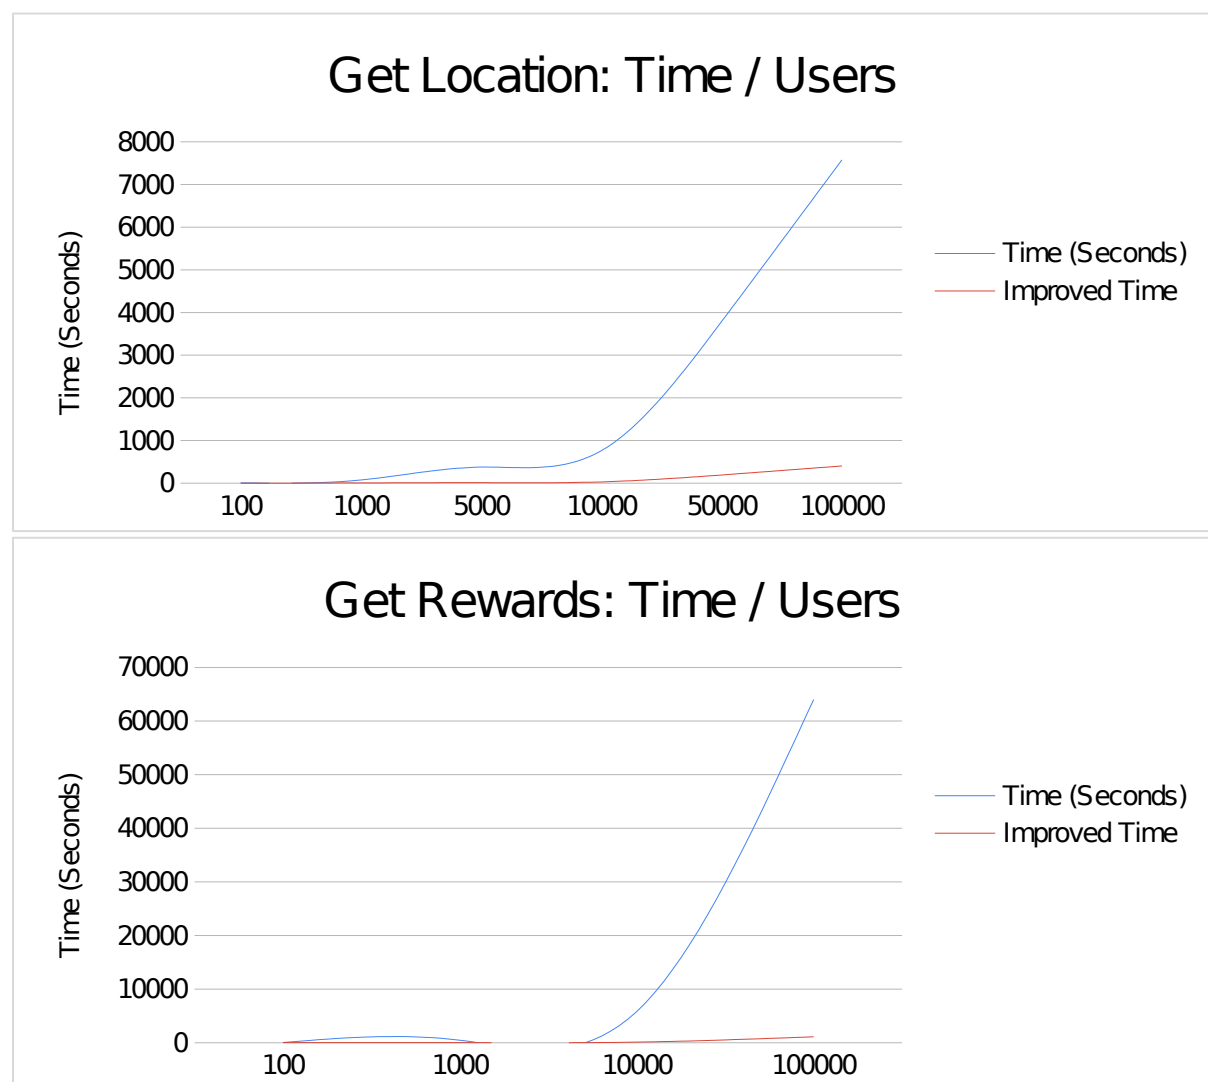 Get Location: Time / Users
8000
7000
6000
5000
4000
3000
2000
1000
0
Time (Seconds)
100 1000 5000 10000 50000 100000
Time (Seconds)
Improved Time
Get Rewards: Time / Users
70000
60000
50000
40000
30000
20000
10000
0
Time (Seconds)
100 1000 10000 100000
Time (Seconds)
Improved Time